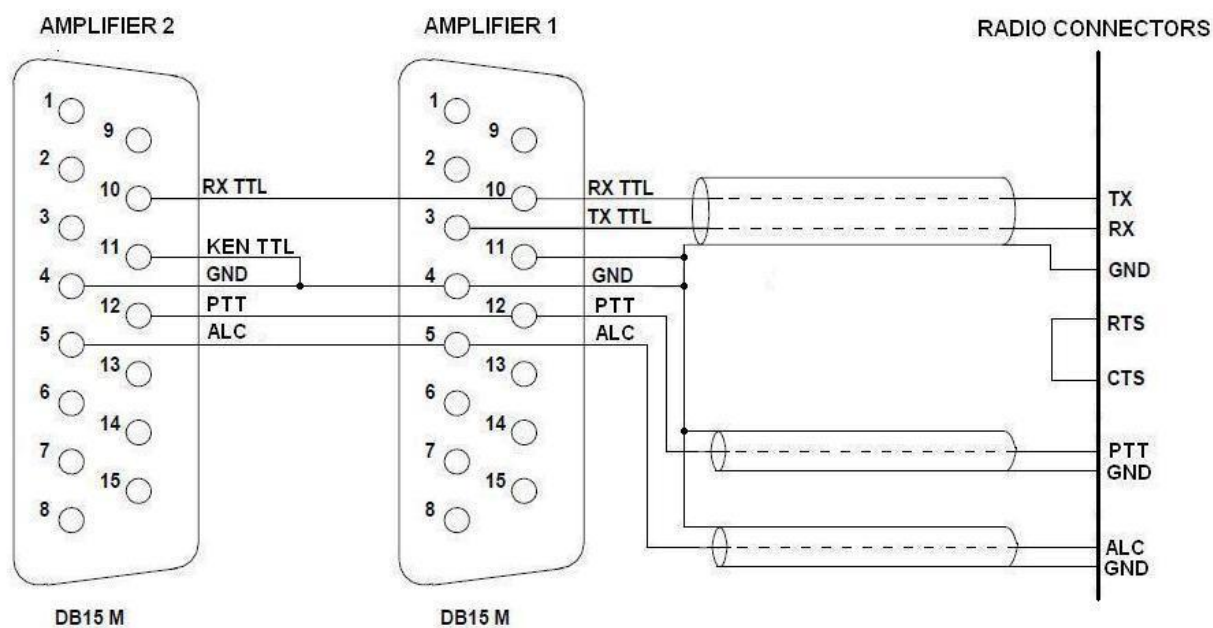 AMPLIFIER 2
AMPLIFIER 1
RADIO CONNECTORS
1
9
2
10
3
11
4
12
5
13
6
14
7
15
8
RX TTL
KEN TTL
GND
PTT
ALC
DB15 M
1
9
2
10
3
11
4
12
5
13
6
14
7
15
8
RX TTL
TX TTL
GND
PTT
ALC
DB15 M
TX
RX
GND
RTS
CTS
PTT
GND
ALC
GND